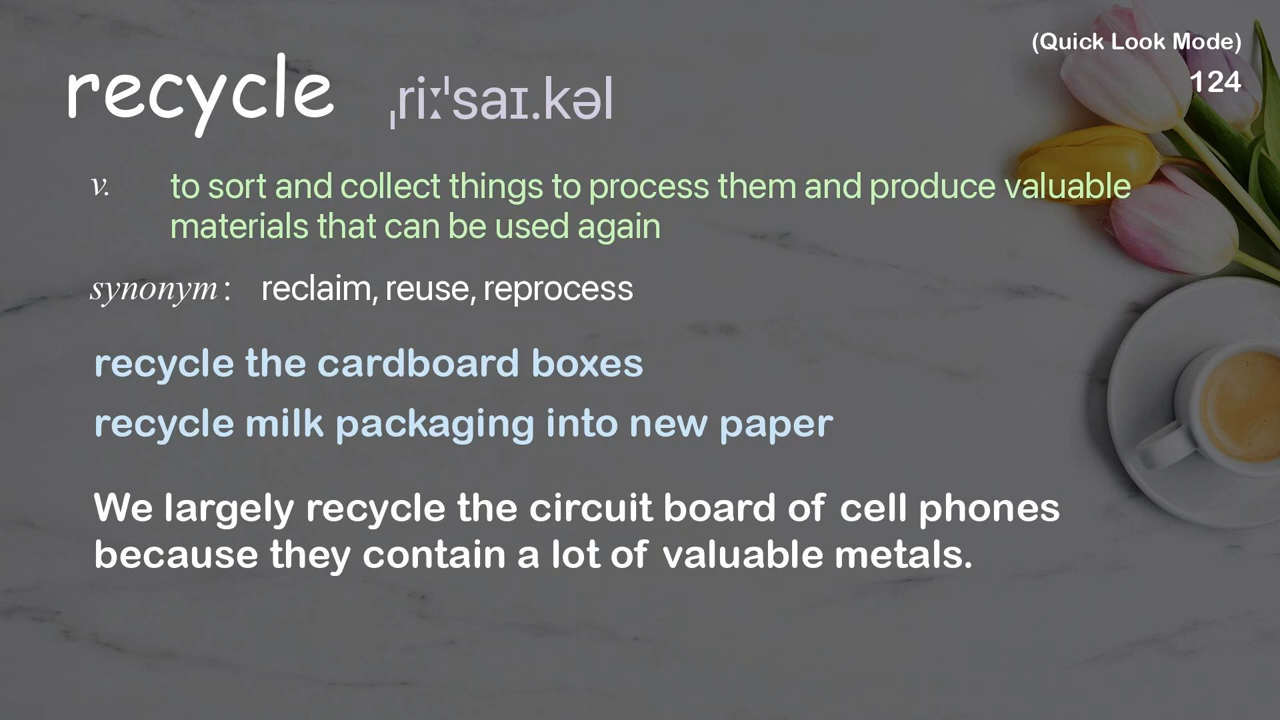 (Quick Look Mode)
124
recycle ˌriːˈsaɪ.kəl
v. to sort and collect things to process them and produce valuable
materials that can be used again
synonym : reclaim, reuse, reprocess
recycle the cardboard boxes
recycle milk packaging into new paper
We largely recycle the circuit board of cell phones
because they contain a lot of valuable metals.